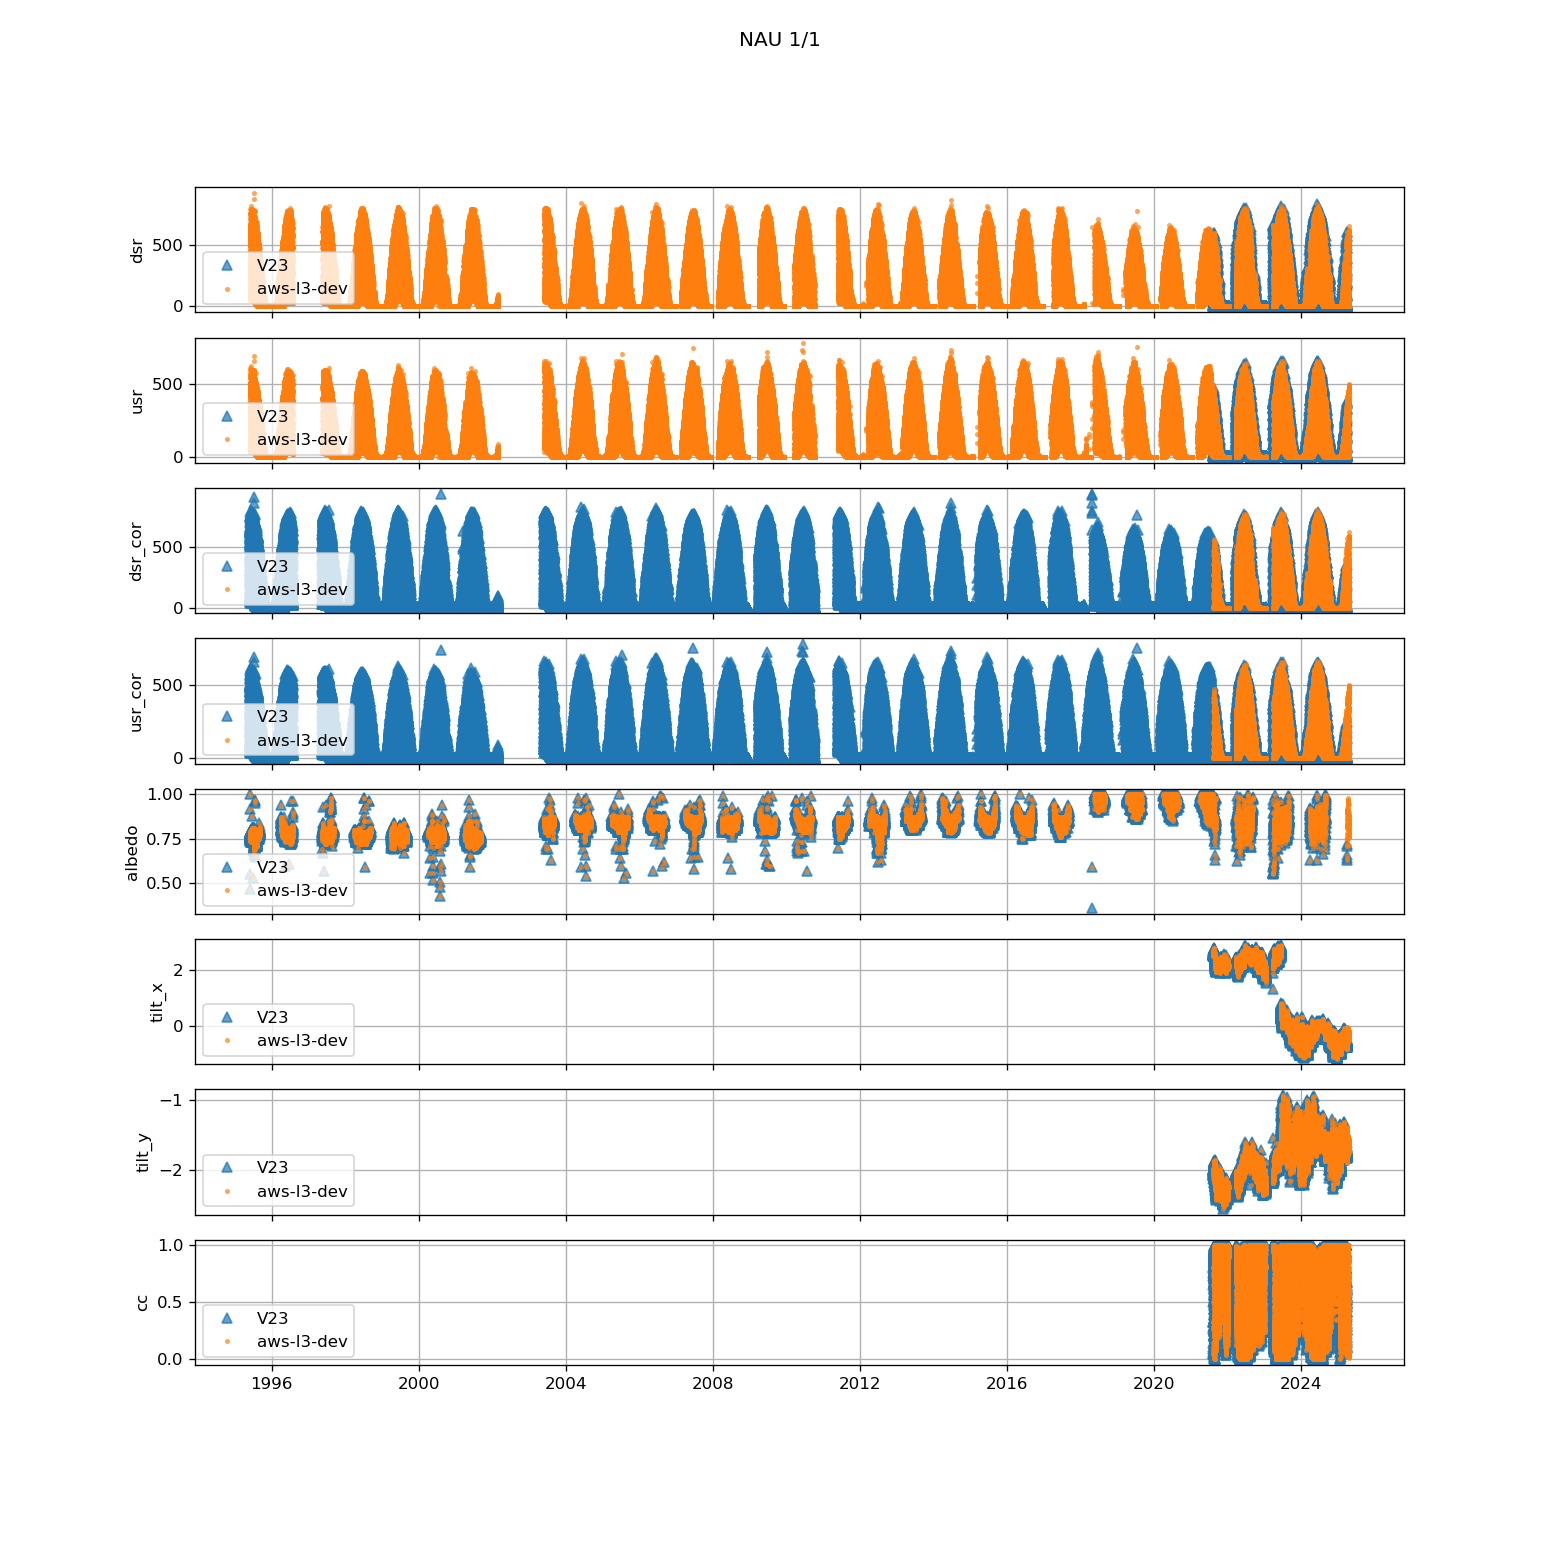 NAU 1/1
dsr
500
0
V23
aws-l3-dev
usr
500
0
V23
aws-l3-dev
dsr_cor
500
0
V23
aws-l3-dev
usr_cor
500
0
V23
aws-l3-dev
albedo
1.00
0.75
0.50
V23
aws-l3-dev
tilt_x
2
0
V23
aws-l3-dev
tilt_y
−1
−2
V23
aws-l3-dev
cc
1.0
0.5
0.0
V23
aws-l3-dev
1996 2000 2004 2008 2012 2016 2020 2024